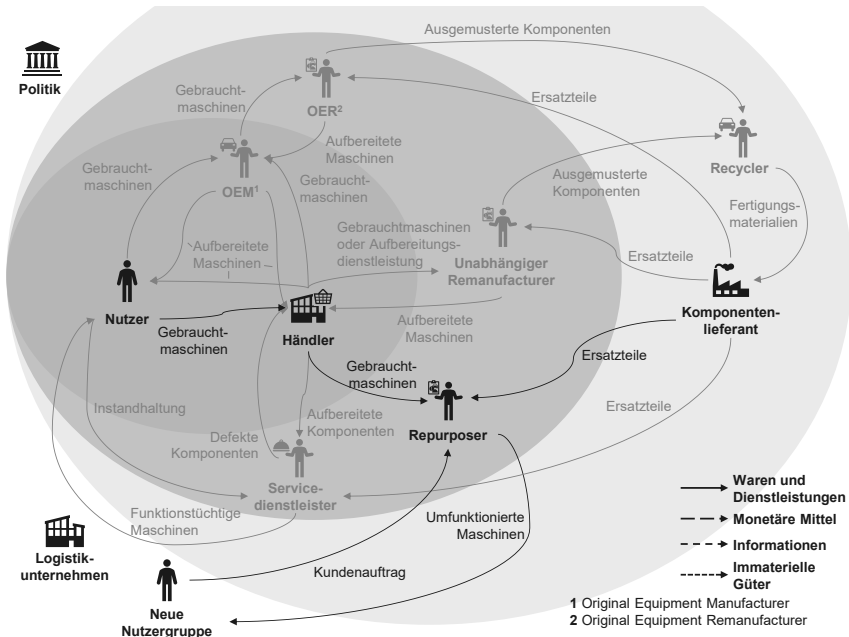 Ausgemusterte Komponenten
Politik
Gebraucht-
maschinen
OER²
Ersatzteile
Aufbereitete
Maschinen
Gebraucht-
maschinen
OEM¹
Gebraucht-
maschinen
Recycler
Ausgemusterte
Komponenten
Fertigungs-
materialien
Gebrauchtmaschinen
oder Aufbereitungs-
dienstleistung
Aufbereitete
Maschinen
Unabhängiger
Remanufacturer
Ersatzteile
Nutzer
Gebraucht-
maschinen
Händler
Aufbereitete
Maschinen
Komponenten-
lieferant
Gebraucht-
maschinen
Ersatzteile
Instandhaltung
Aufbereitete
Komponenten
Ersatzteile
Defekte
Komponenten
Repurposer
Service-
dienstleister
Funktionstüchtige
Maschinen
Umfunktionierte
Maschinen
Logistik-
unternehmen
Kundenauftrag
Neue
Nutzergruppe
Waren und
Dienstleistungen
Monetäre Mittel
Informationen
Immaterielle
Güter
1 Original Equipment Manufacturer
2 Original Equipment Remanufacturer